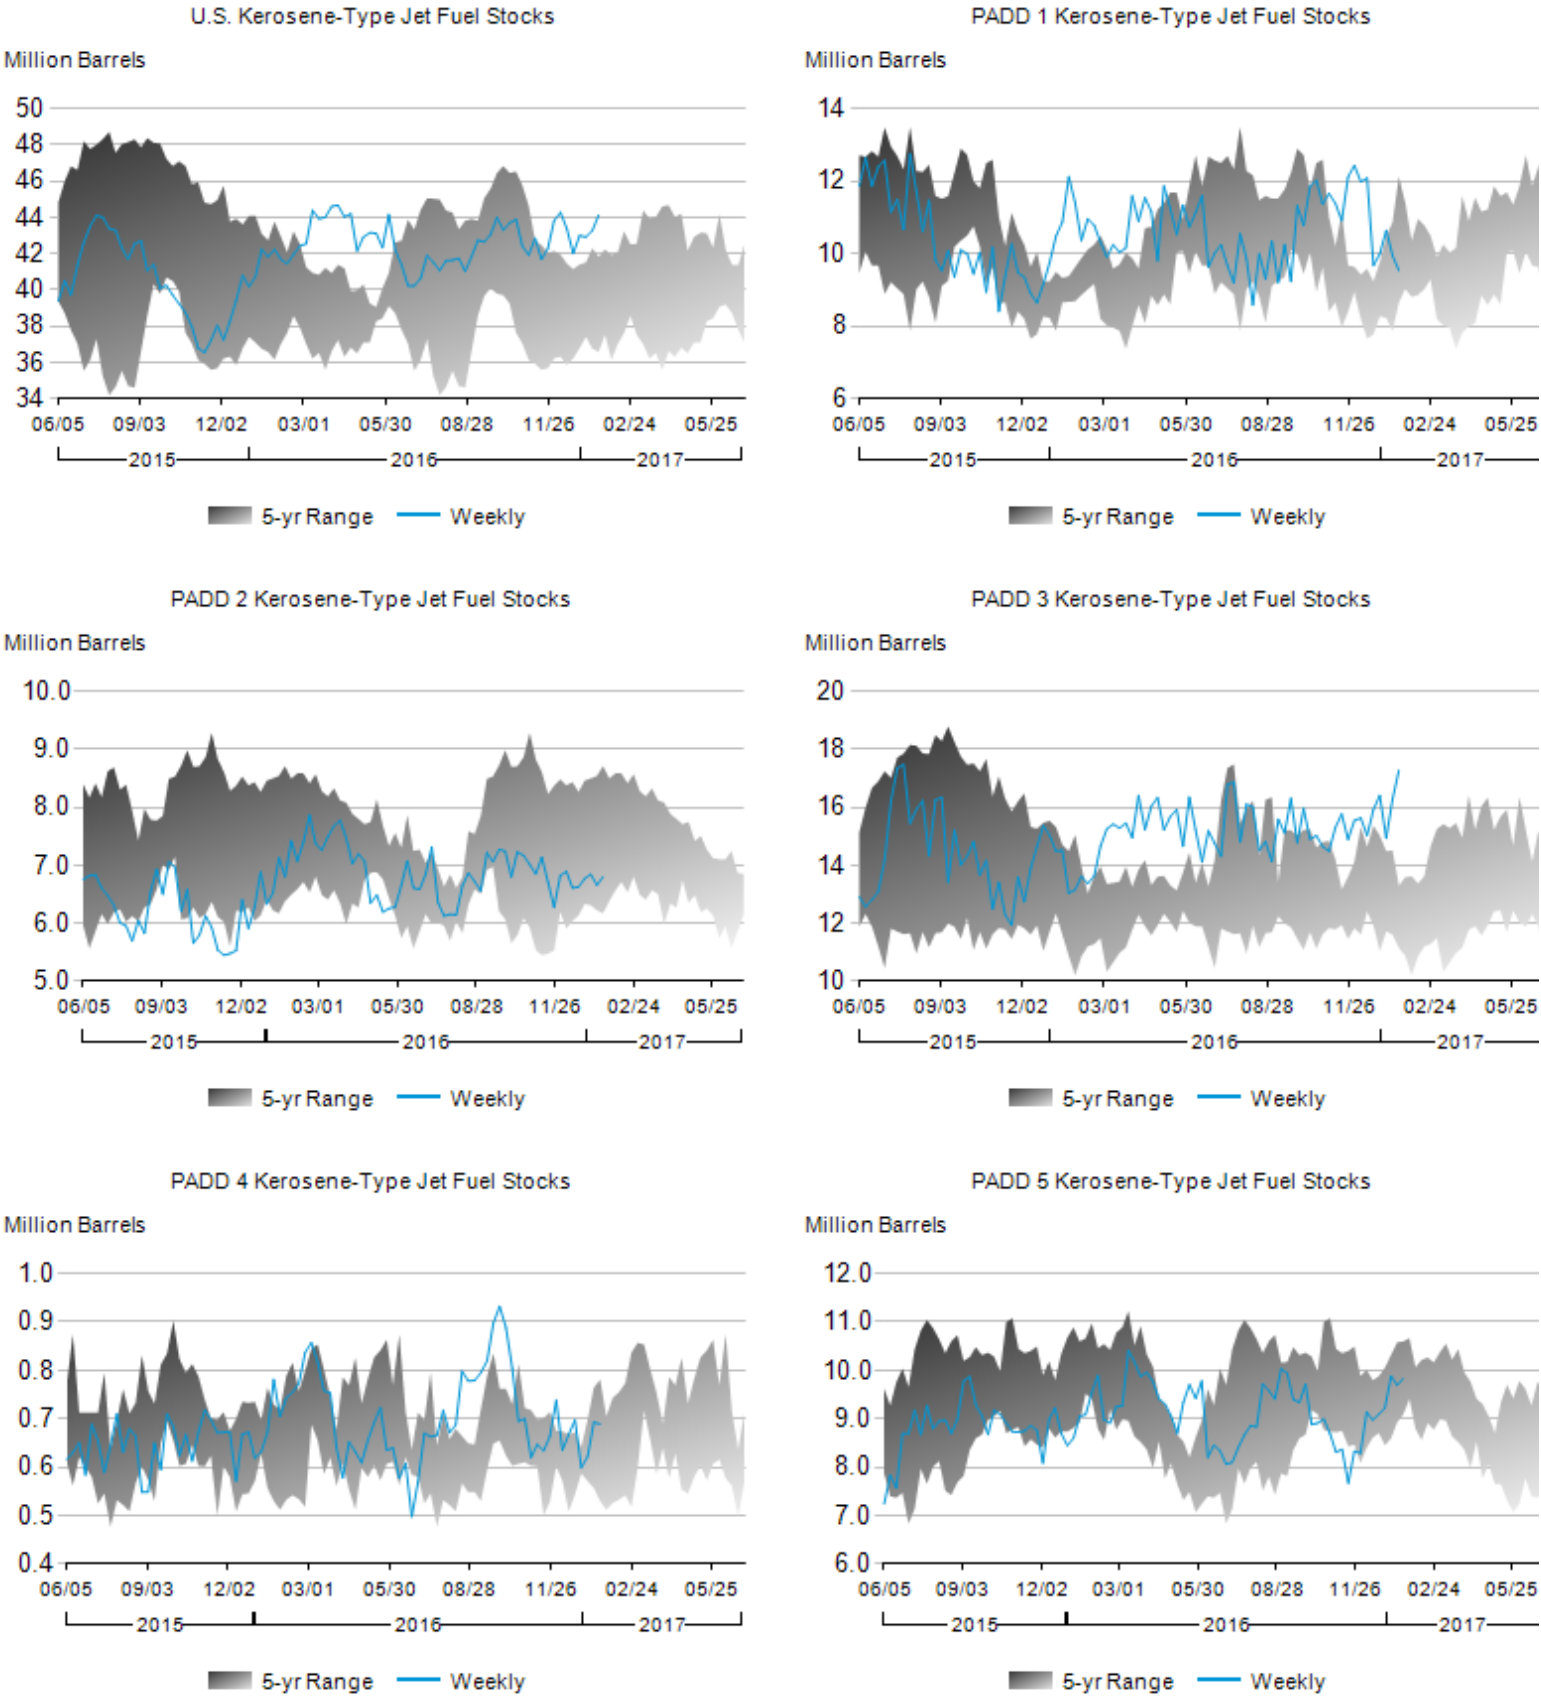 U.S. Kerosene-Type Jet Fuel Stocks
Million Barrels
50
48
46
44
42
40
38
36
34
06/05 09/03 12/02 03/01 05/30 08/28 11/26 02/24 05/25
2015 2016 2017
5-yr Range Weekly
PADD 1 Kerosene-Type Jet Fuel Stocks
Million Barrels
14
12
10
8
6
06/05 09/03 12/02 03/01 05/30 08/28 11/26 02/24 05/25
2015 2016 2017
5-yr Range Weekly
PADD 2 Kerosene-Type Jet Fuel Stocks
Million Barrels
10.0
9.0
8.0
7.0
6.0
5.0
06/05 09/03 12/02 03/01 05/30 08/28 11/26 02/24 05/25
2015 2016 2017
5-yr Range Weekly
PADD 3 Kerosene-Type Jet Fuel Stocks
Million Barrels
20
18
16
14
12
10
06/05 09/03 12/02 03/01 05/30 08/28 11/26 02/24 05/25
2015 2016 2017
5-yr Range Weekly
PADD 4 Kerosene-Type Jet Fuel Stocks
Million Barrels
1.0
0.9
0.8
0.7
0.6
0.5
0.4
06/05 09/03 12/02 03/01 05/30 08/28 11/26 02/24 05/25
2015 2016 2017
5-yr Range Weekly
PADD 5 Kerosene-Type Jet Fuel Stocks
Million Barrels
12.0
11.0
10.0
9.0
8.0
7.0
6.0
06/05 09/03 12/02 03/01 05/30 08/28 11/26 02/24 05/25
2015 2016 2017
5-yr Range Weekly